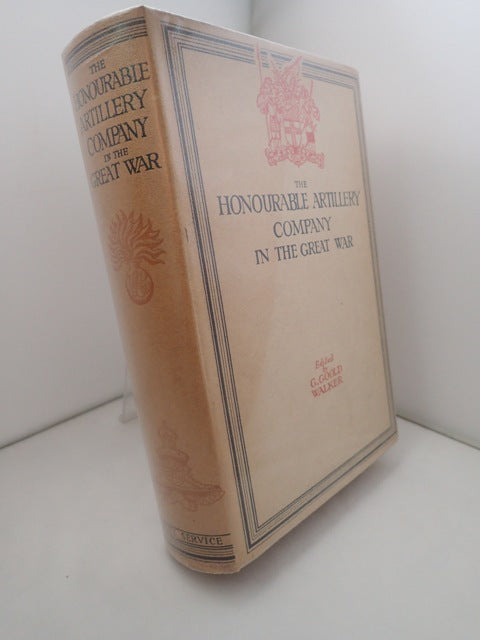 THE
HONOURABLE
ARTILLERY
COMPANY
IN THE
GREAT WAR
THE
HONOURABLE ARTILLERY
COMPANY
IN THE GREAT WAR
Edited
by
G. GOOLD
WALKER
SERVICE